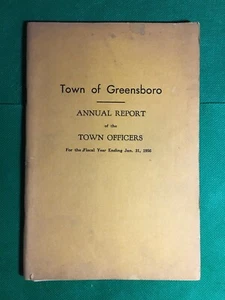 Town of Greensboro
ANNUAL REPORT
of the
TOWN OFFICERS
For the Fiscal Year Ending Jan. 31,